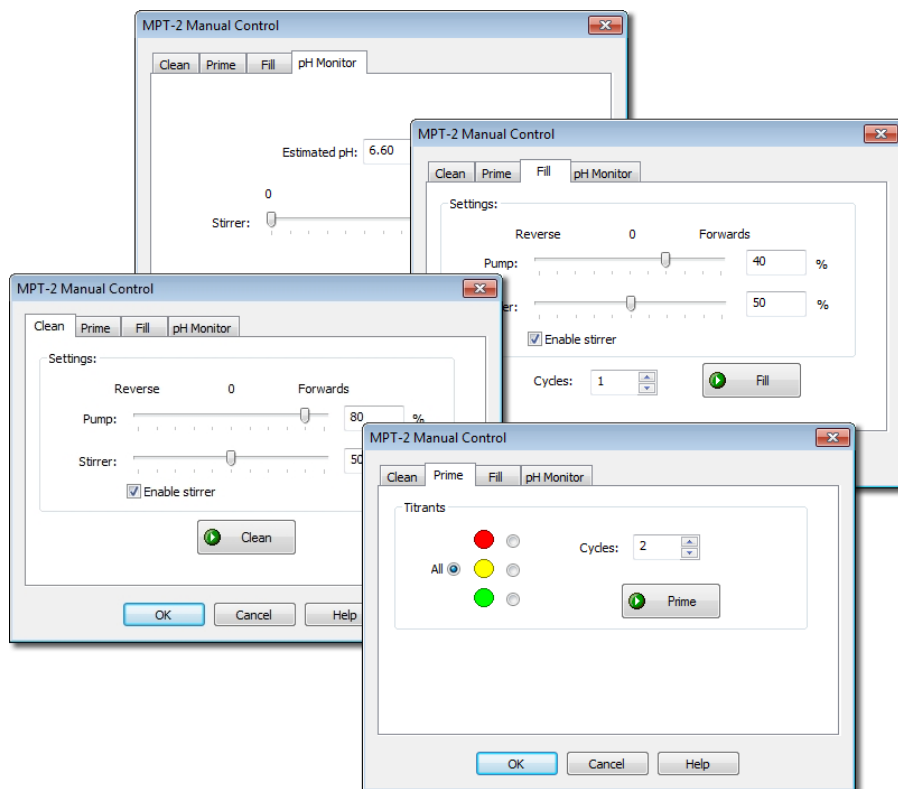 MPT-2 Manual Control
Clean Prime Fill pH Monitor
Estimated pH: 6.60
0
Stirrer:
MPT-2 Manual Control
Clean Prime Fill pH Monitor
Settings:
Reverse 0 Forwards
Pump: 40 %
er: 50 %
Enable stirrer
Cycles: 1 Fill
MPT-2 Manual Control
Clean Prime Fill pH Monitor
Settings:
Reverse 0 Forwards
Pump: 80 %
Stirrer: 50
Enable stirrer
Clean
OK Cancel Help
MPT-2 Manual Control
Clean Prime Fill pH Monitor
Titrants
Cycles: 2
All
Prime
OK Cancel Help